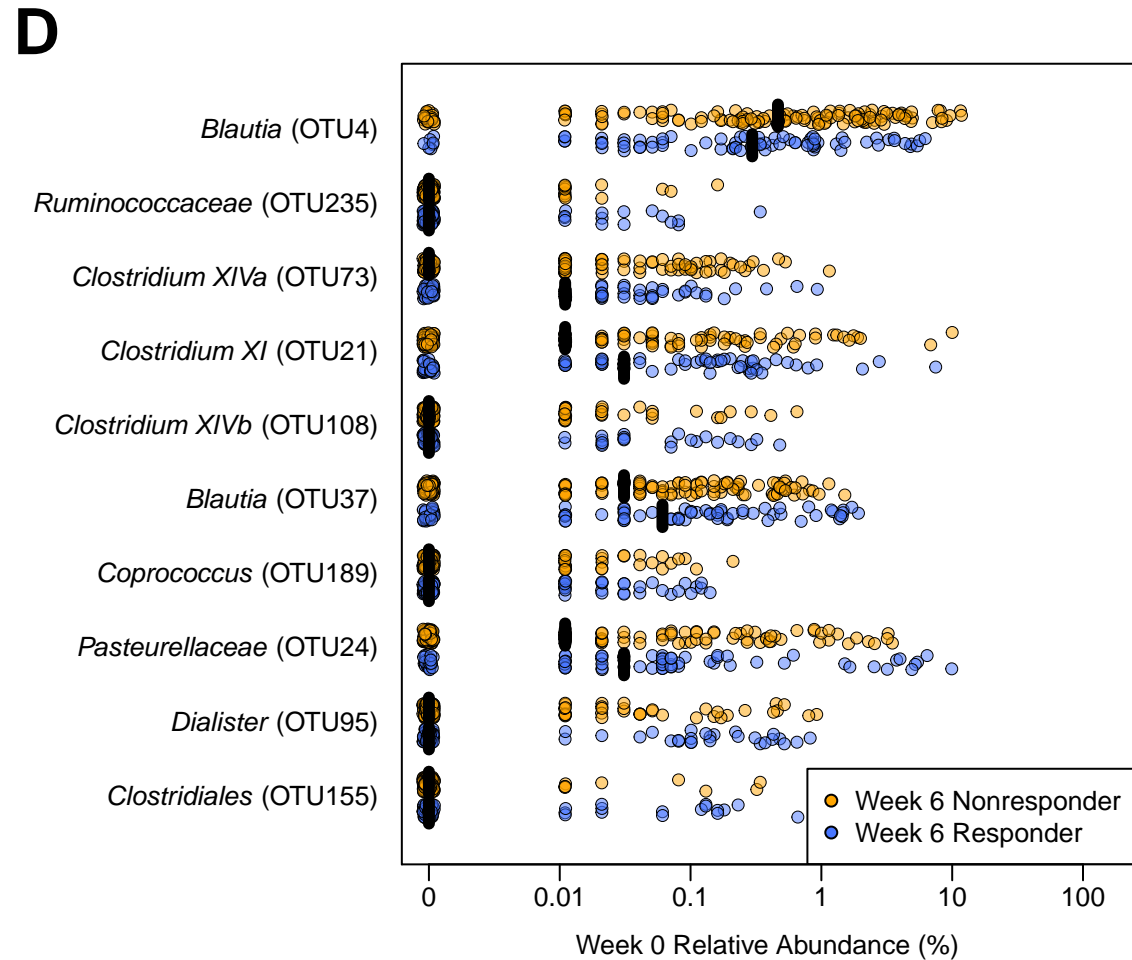 D
Blautia (OTU4)
Ruminococcaceae (OTU235)
Clostridium XIVa (OTU73)
Clostridium XI (OTU21)
Clostridium XIVb (OTU108)
Blautia (OTU37)
Coprococcus (OTU189)
Pasteurellaceae (OTU24)
Dialister (OTU95)
Clostridiales (OTU155)
Week 6 Nonresponder
Week 6 Responder
0 0.01 0.1 1 10 100
Week 0 Relative Abundance (%)